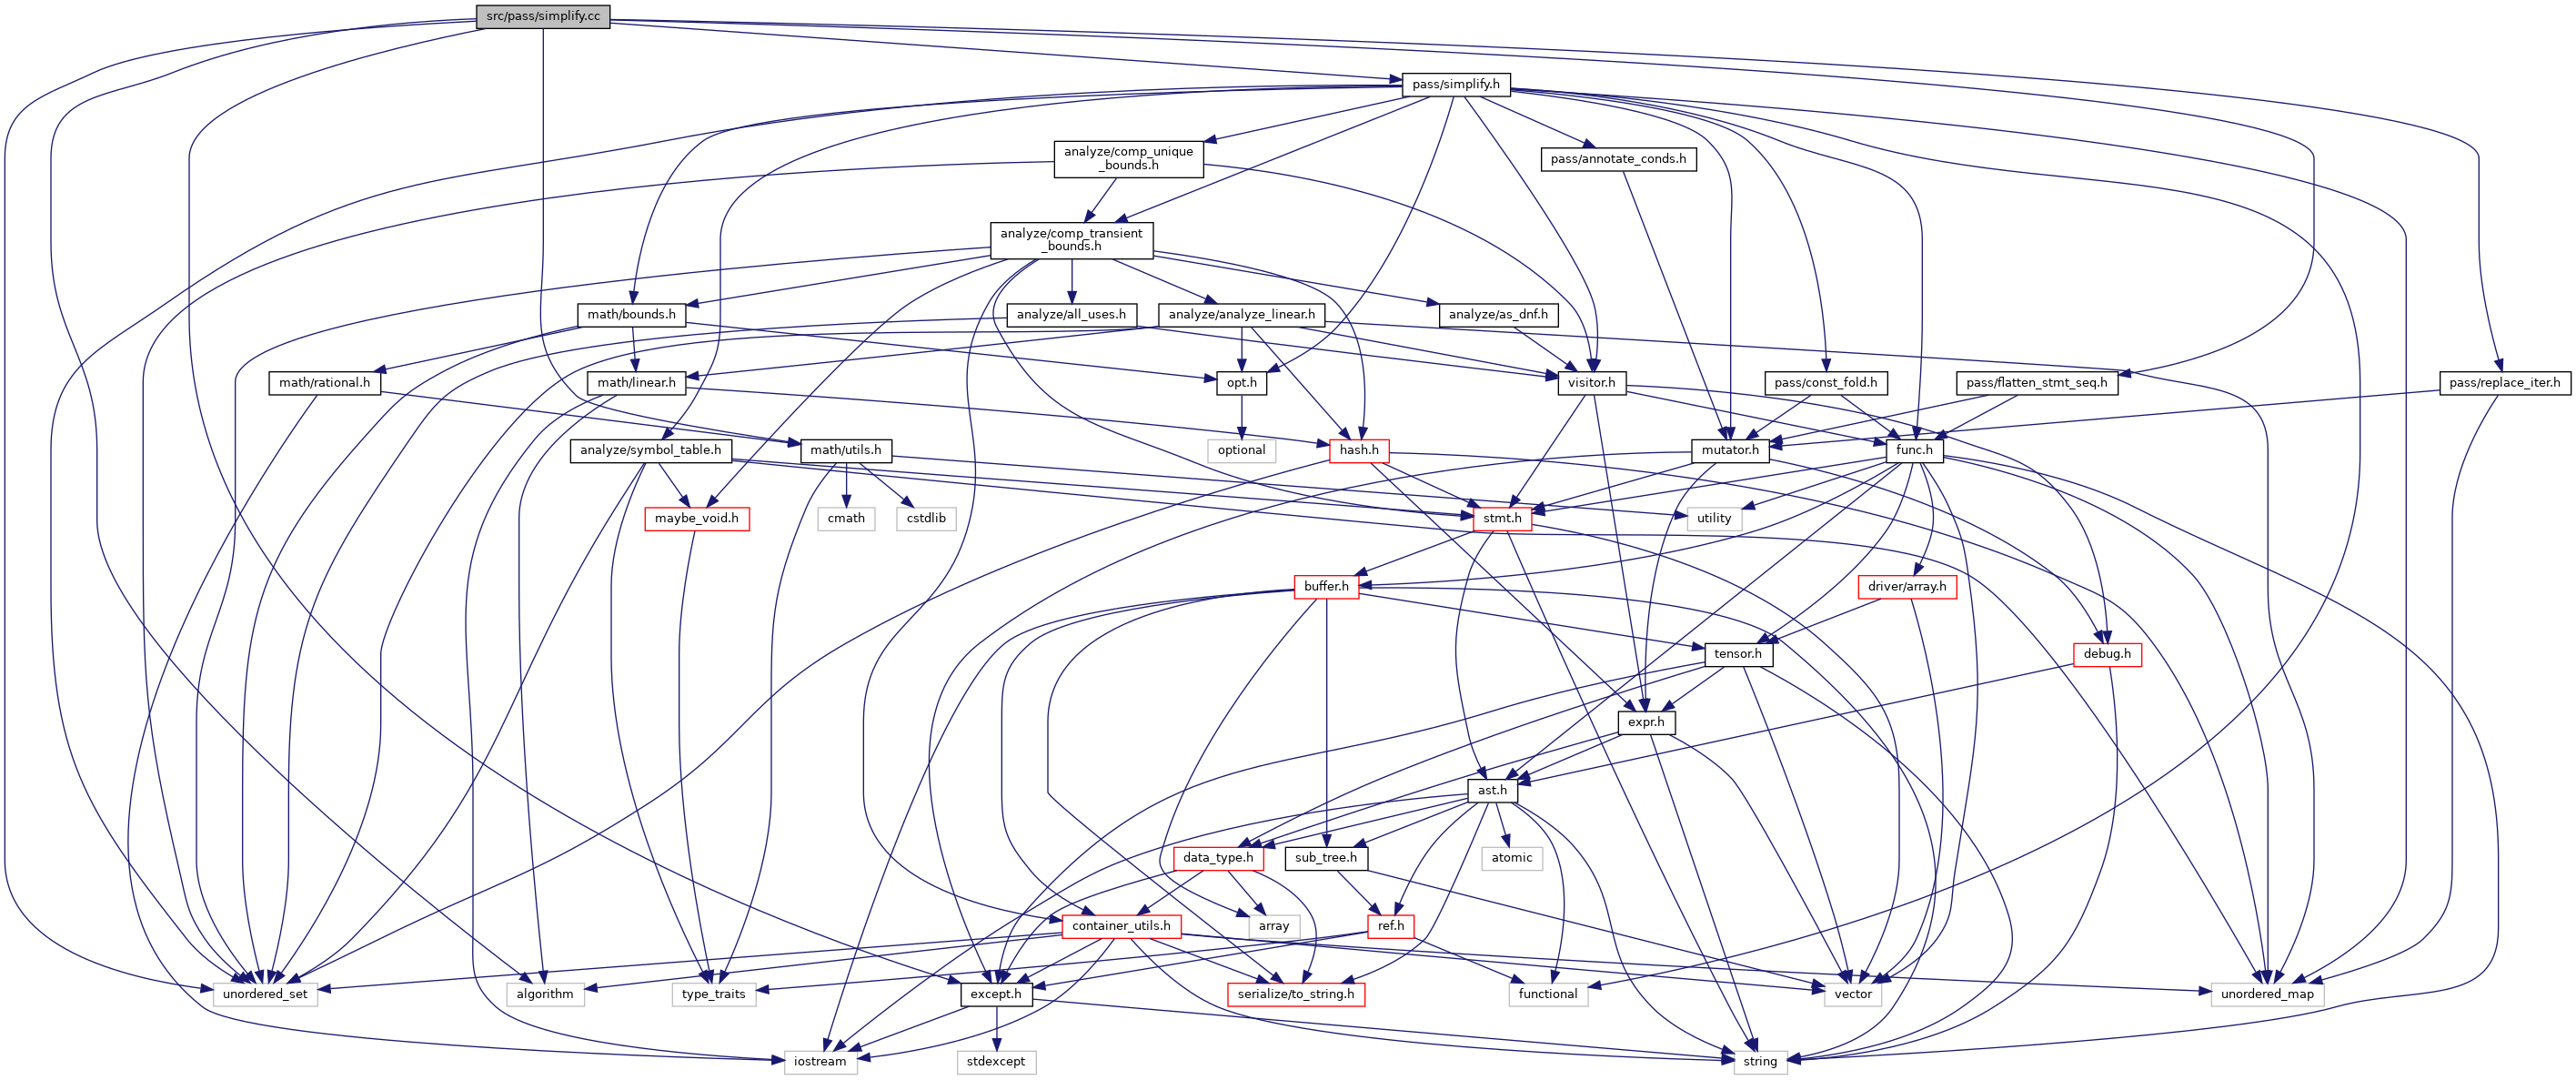 src/pass/simplify.cc
pass/simplify.h
analyze/comp_unique
_bounds.h
pass/annotate_conds.h
analyze/comp_transient
_bounds.h
math/bounds.h
analyze/all_uses.h
analyze/analyze_linear.h
analyze/as_dnf.h
math/rational.h
math/linear.h
opt.h
visitor.h
pass/const_fold.h
pass/flatten_stmt_seq.h
pass/replace_iter.h
analyze/symbol_table.h
math/utils.h
optional
hash.h
mutator.h
func.h
maybe_void.h
cmath
cstdlib
stmt.h
utility
buffer.h
driver/array.h
tensor.h
debug.h
expr.h
ast.h
data_type.h
sub_tree.h
atomic
container_utils.h
array
ref.h
unordered_set
algorithm
type_traits
except.h
serialize/to_string.h
functional
vector
unordered_map
iostream
stdexcept
string